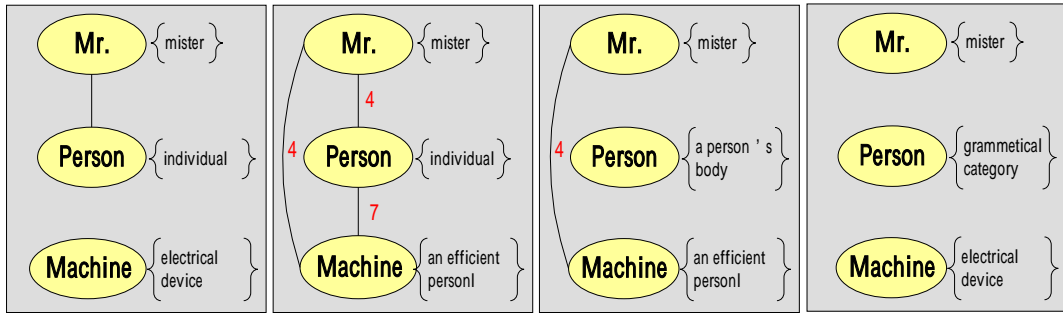 Mr. { mister }
Person { individual }
Machine { electrical
device }
Mr. { mister }
4
4
Person { individual }
7
Machine { an efficient
personl }
Mr. { mister }
4
Person { a person ’ s
body }
Machine { an efficient
personl }
Mr. { mister }
Person { grammetical
category }
Machine { electrical
device }